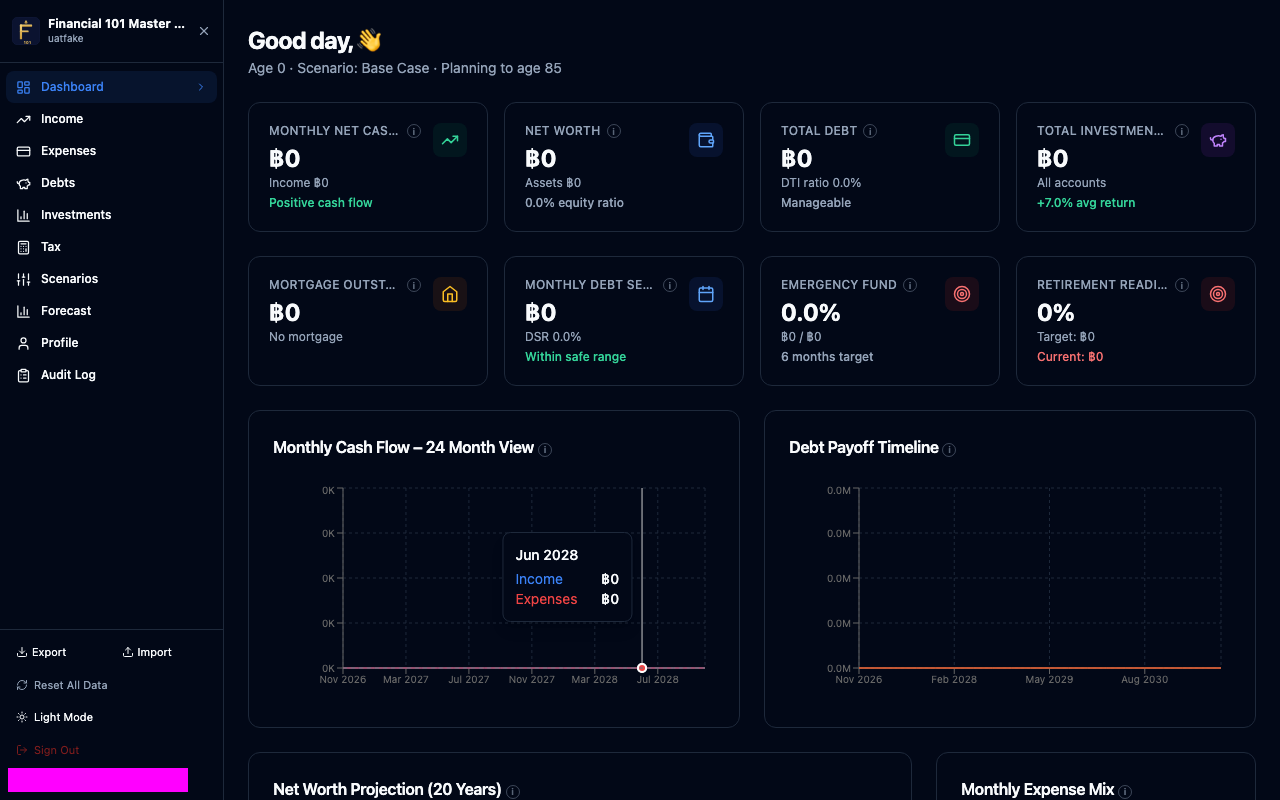 Financial 101 Master ...
uatfake
Dashboard
Income
Expenses
Debts
Investments
Tax
Scenarios
Forecast
Profile
Audit Log
Export
Import
Reset All Data
Light Mode
Sign Out
Good day,👋
Age 0 · Scenario: Base Case · Planning to age 85
MONTHLY NET CAS...
฿0
Income ฿0
Positive cash flow
NET WORTH
฿0
Assets ฿0
0.0% equity ratio
TOTAL DEBT
฿0
DTI ratio 0.0%
Manageable
TOTAL INVESTMEN...
฿0
All accounts
+7.0% avg return
MORTGAGE OUTST...
฿0
No mortgage
MONTHLY DEBT SE...
฿0
DSR 0.0%
Within safe range
EMERGENCY FUND
0.0%
฿0 / ฿0
6 months target
RETIREMENT READI...
0%
Target: ฿0
Current: ฿0
Monthly Cash Flow – 24 Month View
0K
0K
0K
0K
0K
Nov 2026 Mar 2027 Jul 2027 Nov 2027 Mar 2028 Jul 2028
Jun 2028
Income ฿0
Expenses ฿0
Debt Payoff Timeline
0.0M
0.0M
0.0M
0.0M
0.0M
Nov 2026 Feb 2028 May 2029 Aug 2030
Net Worth Projection (20 Years)
Monthly Expense Mix